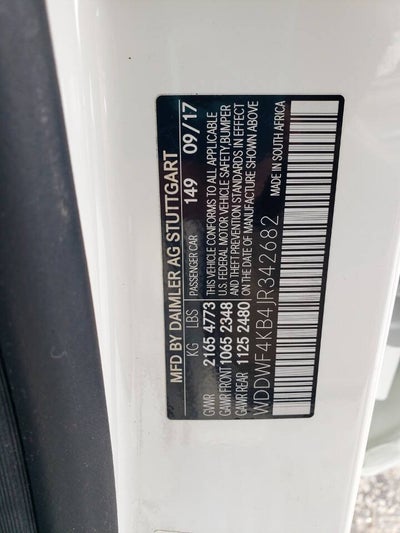 MFD BY DAIMLER AG STUTTGART
KG LBS PASSENGER CAR 149 09/17
GVWR 2165 4773 THIS VEHICLE CONFORMS TO ALL APPLICABLE
GAWR FRONT 1065 2348 U.S. FEDERAL MOTOR VEHICLE SAFETY,BUMPER
GAWR REAR 1125 2480 AND THEFT PREVENTION STANDARDS IN EFFECT
ON THE DATE OF MANUFACTURE SHOWN ABOVE
WDDWF4KB4JR342682 MADE IN SOUTH AFRICA